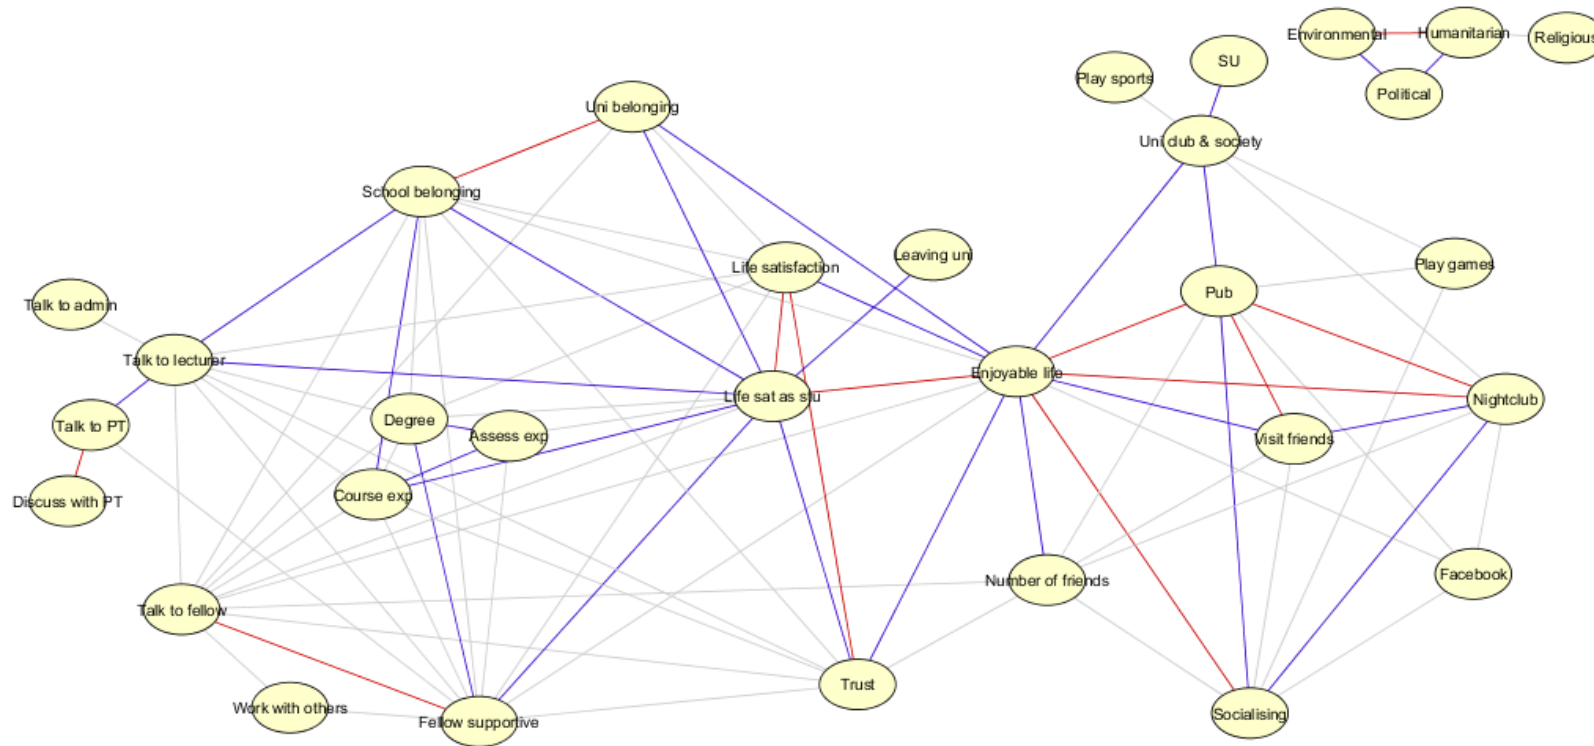 Environmental
Humanitarian
Religious
SU
Play sports
Political
Uni belonging
Uni club & society
School belonging
Leaving uni
Life satisfaction
Play games
Pub
Talk to admin
Talk to lecturer
Enjoyable life
Life sat as stu
Nightclub
Degree
Talk to PT
Assess exp
Visit friends
Course exp
Discuss with PT
Number of friends
Facebook
Talk to fellow
Trust
Work with others
Socialising
Fellow supportive